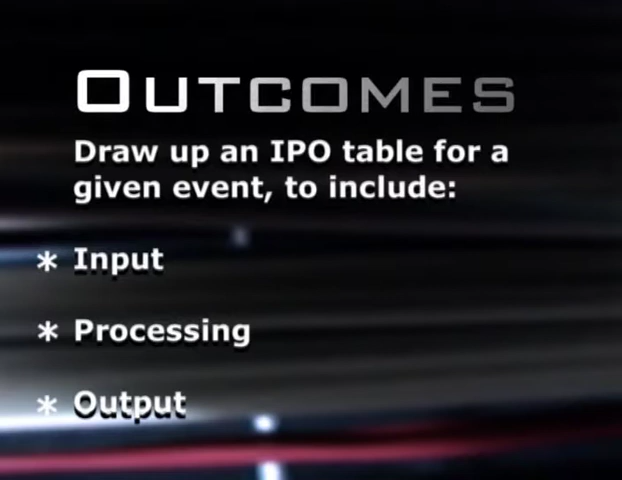 OUTCOMES
Draw up an IPO table for a
given event, to include:
* Input
* Processing
* Output